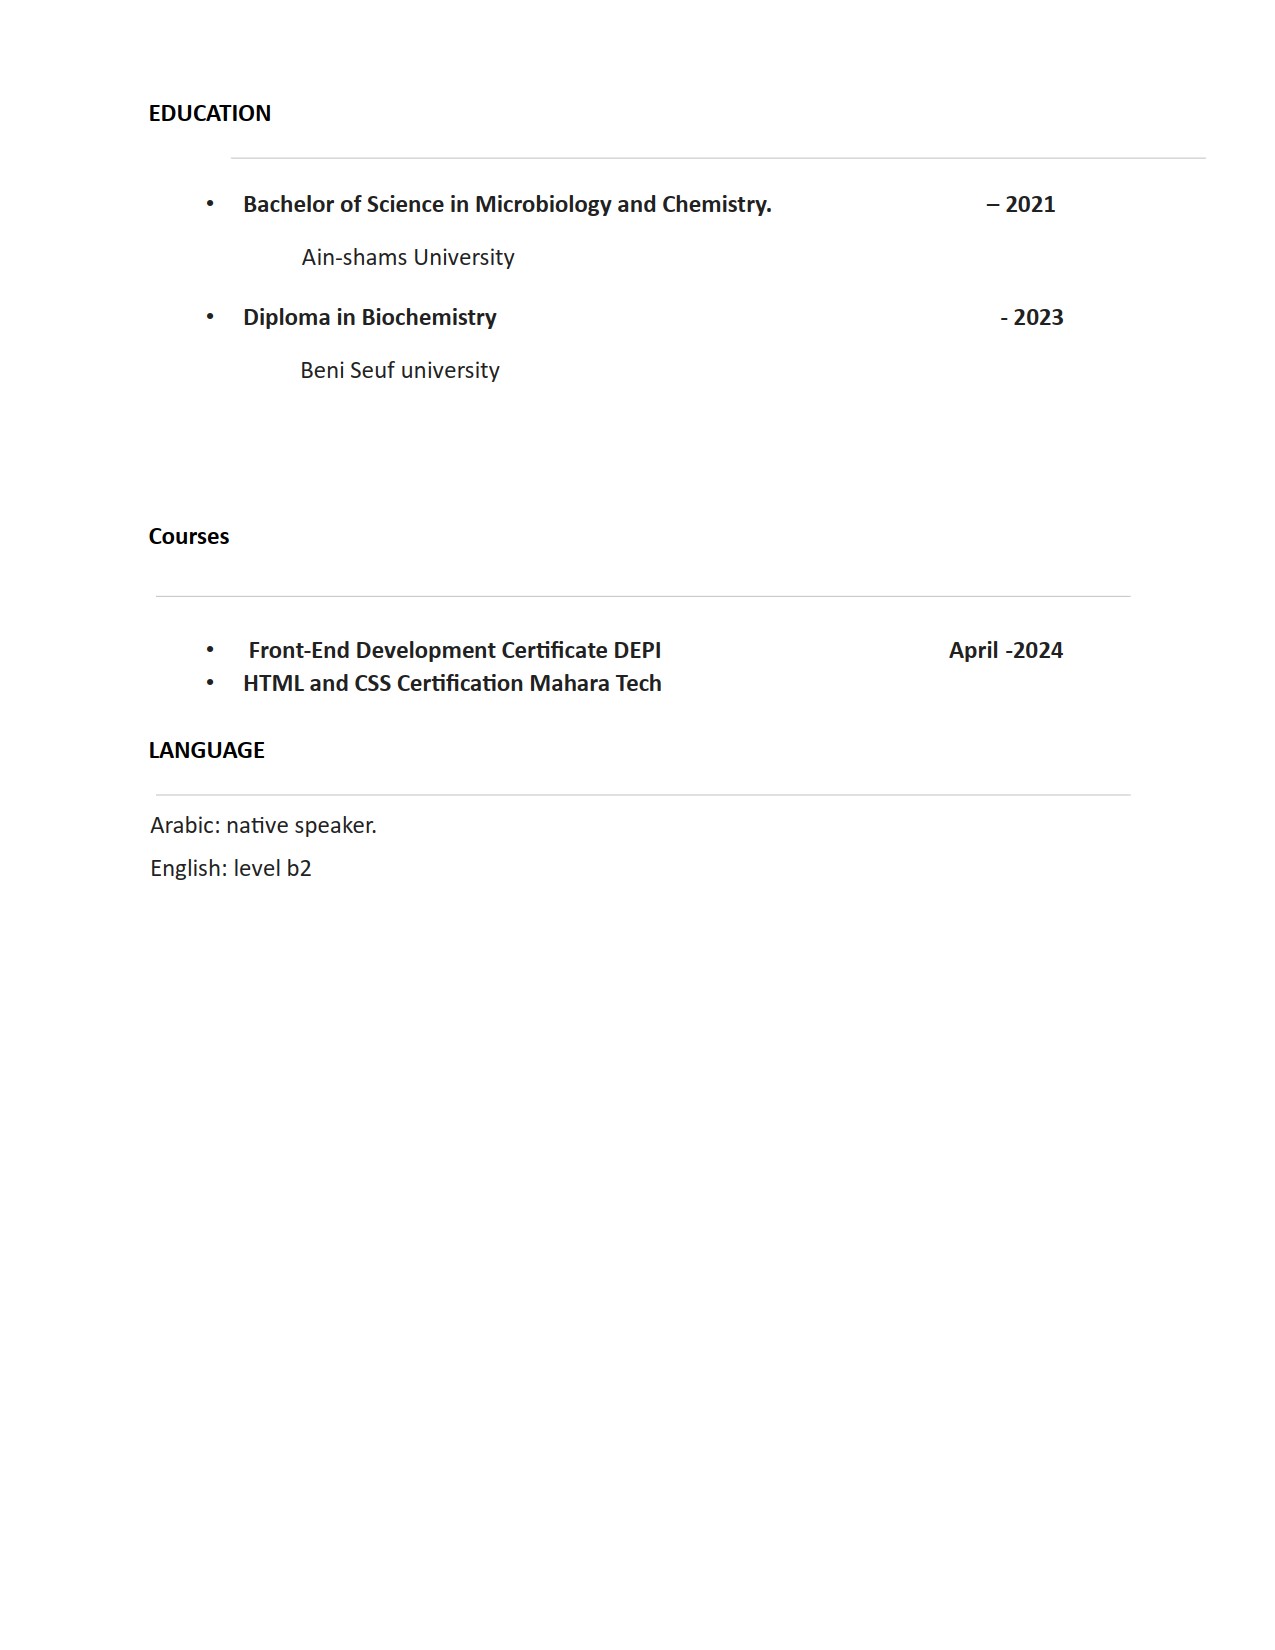 EDUCATION
• Bachelor of Science in Microbiology and Chemistry. – 2021
Ain-shams University
• Diploma in Biochemistry - 2023
Beni Seuf university
Courses
• Front-End Development Certificate DEPI April -2024
• HTML and CSS Certification Mahara Tech
LANGUAGE
Arabic: native speaker.
English: level b2